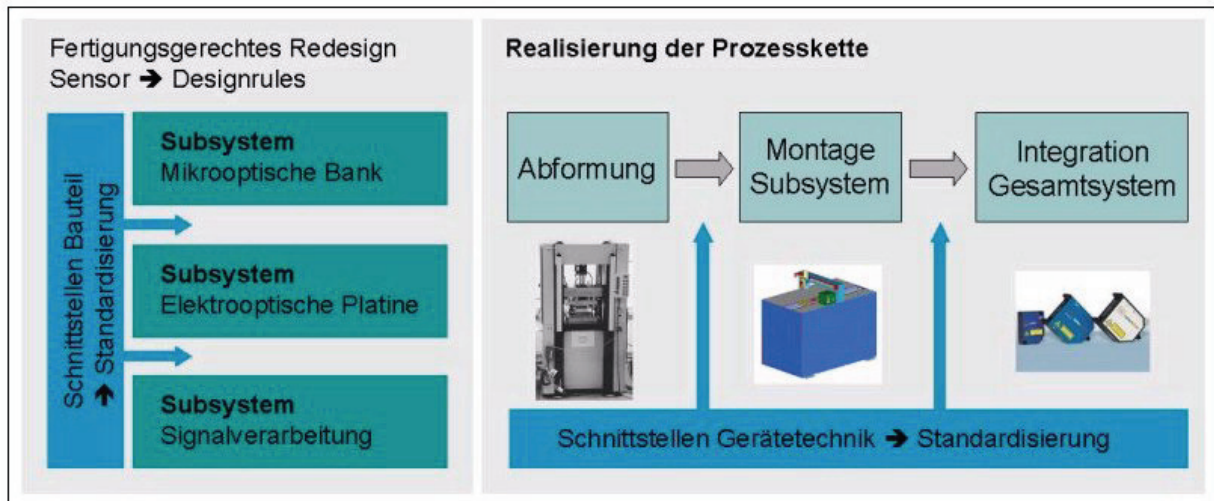 Fertigungsgerechtes Redesign
Sensor ➔ Designrules
Schnittstellen Bauteil
➔ Standardisierung
Subsystem
Mikrooptische Bank
Subsystem
Elektrooptische Platine
Subsystem
Signalverarbeitung
Realisierung der Prozesskette
Abformung
Montage
Subsystem
Integration
Gesamtsystem
Schnittstellen Gerätetechnik ➔ Standardisierung